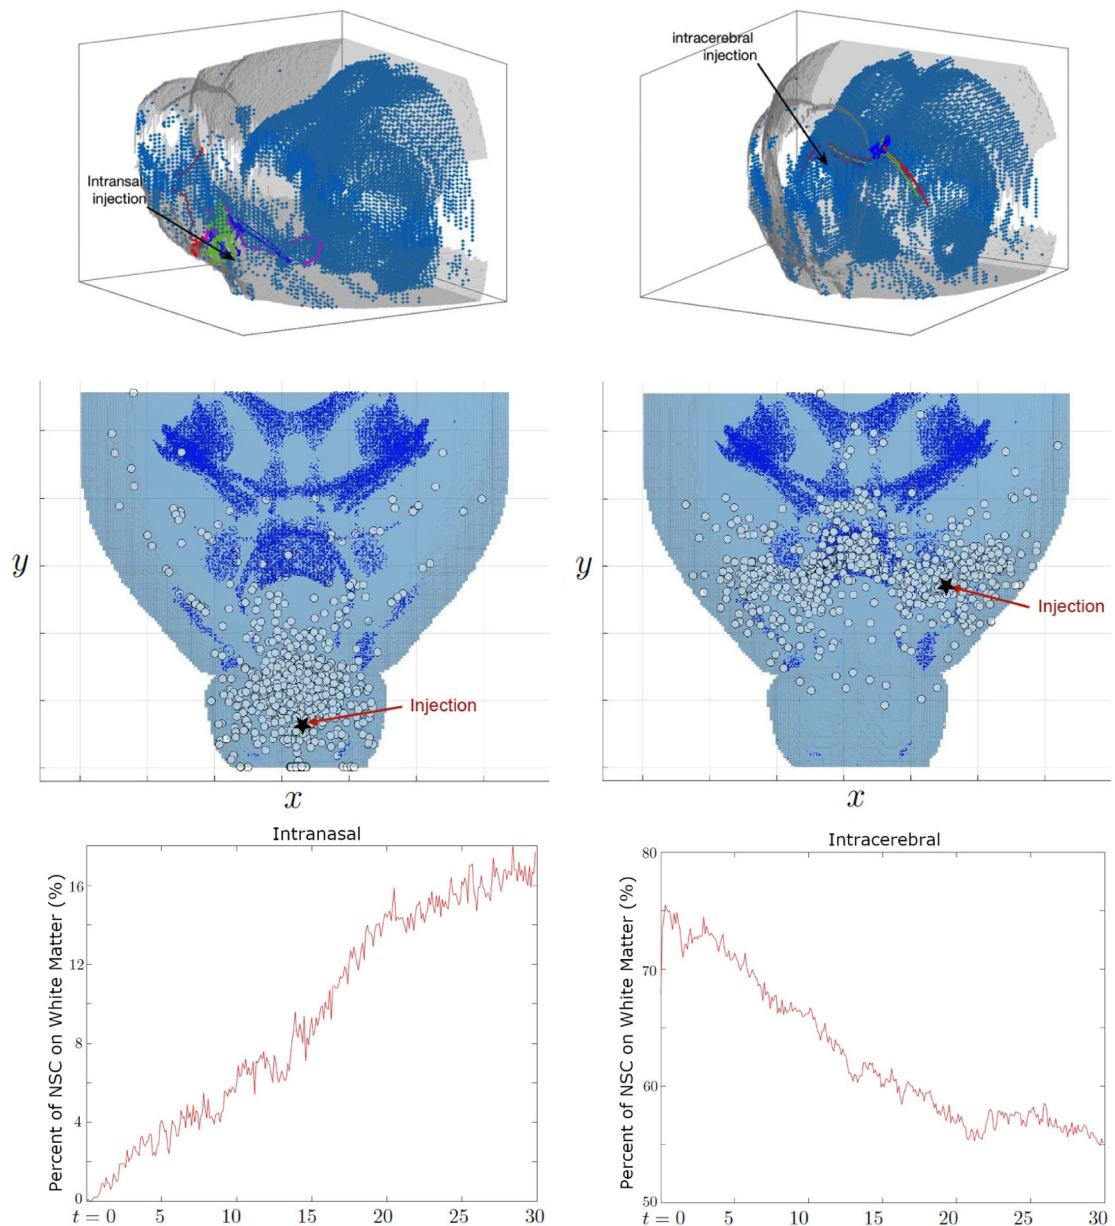 Intransal
injection
intracerebral
injection
y
Injection
x
y
Injection
x
Intranasal
Percent of NSC on White Matter (%)
16
12
8
4
0
t = 0 5 10 15 20 25 30
Intracerebral
Percent of NSC on White Matter (%)
80
70
60
50
t = 0 5 10 15 20 25 30